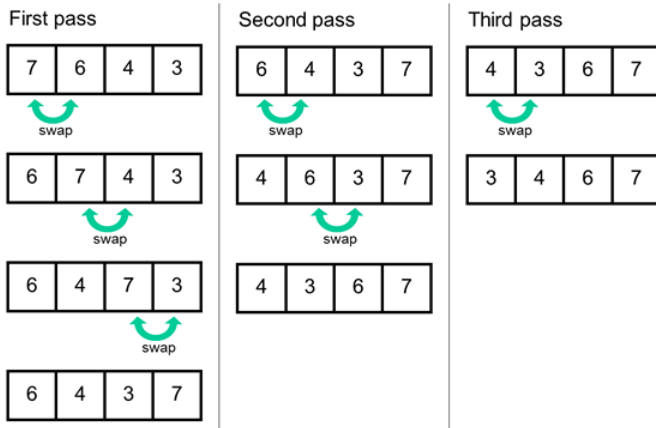 First pass
7 6 4 3
swap
6 7 4 3
swap
6 4 7 3
swap
6 4 3 7
Second pass
6 4 3 7
swap
4 6 3 7
swap
4 3 6 7
Third pass
4 3 6 7
swap
3 4 6 7